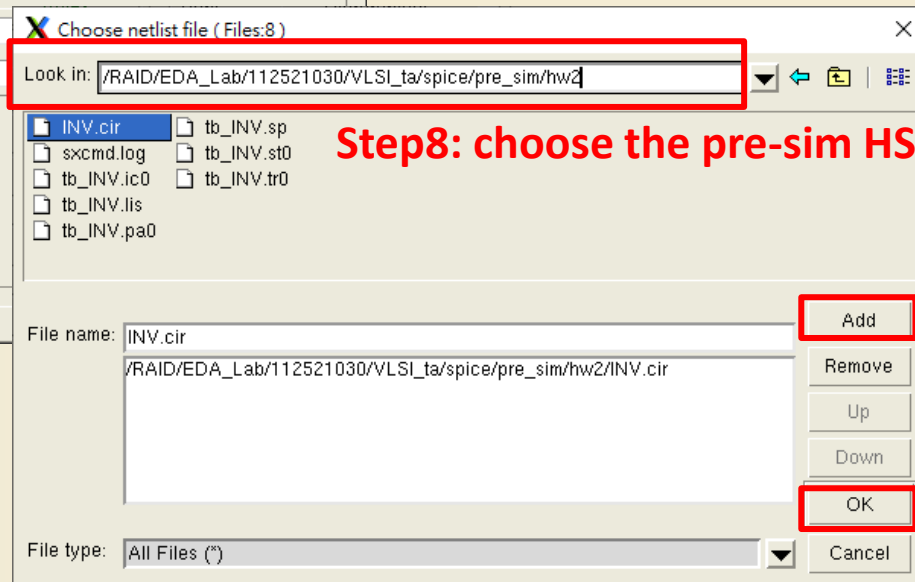 Choose netlist file ( Files:8 )
Look in: /RAID/EDA_Lab/112521030/VLSI_ta/spice/pre_sim/hw2
INV.cir tb_INV.sp
sxcmd.log tb_INV.st0
tb_INV.ic0 tb_INV.tr0
tb_INV.lis
tb_INV.pa0
Step8: choose the pre-sim HS
File name: INV.cir
/RAID/EDA_Lab/112521030/VLSI_ta/spice/pre_sim/hw2/INV.cir
Add
Remove
Up
Down
OK
File type: All Files (*)
Cancel